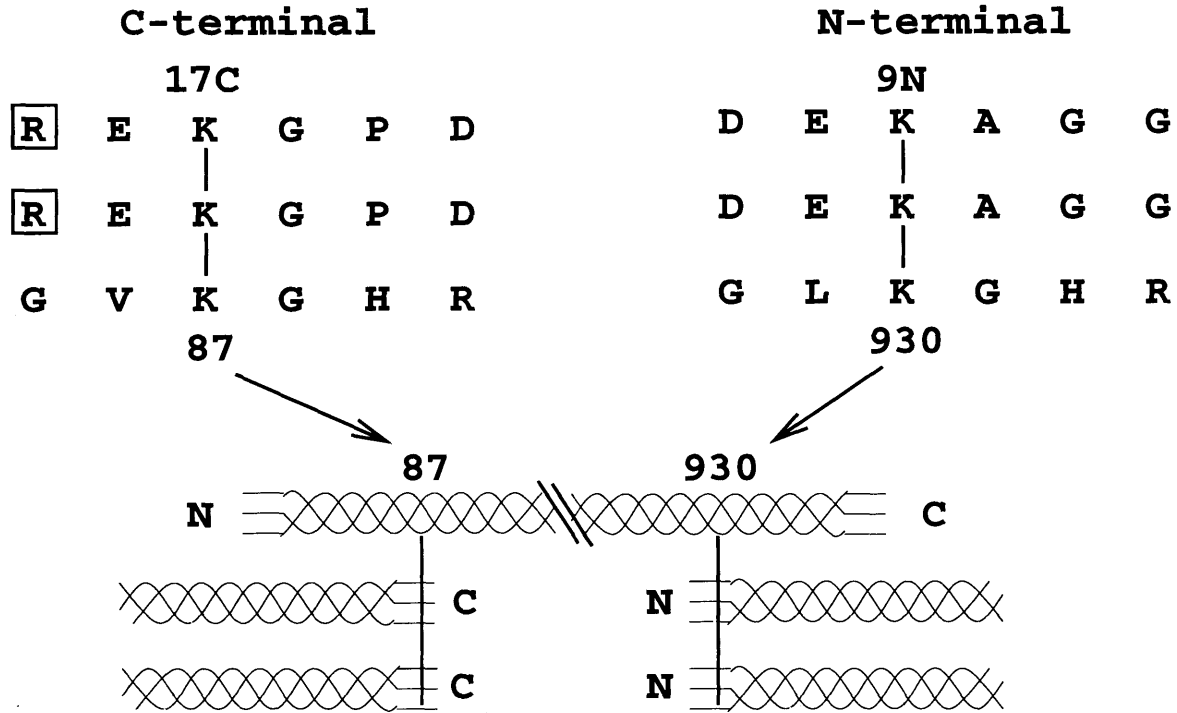 C-terminal N-terminal
17C 9N
R E K G P D D E K A G G
R E K G P D D E K A G G
G V K G H R G L K G H R
87 930
87 930
N C
C N
C N